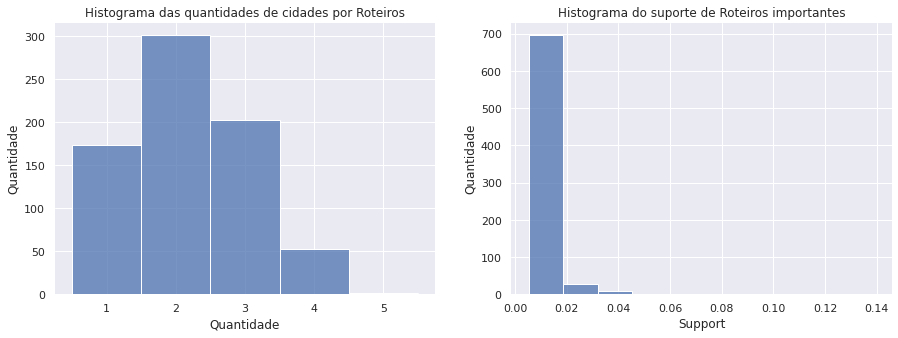 Histograma das quantidades de cidades por Roteiros
300
250
200
150
100
50
0
Quantidade
1 2 3 4 5
Quantidade
Histograma do suporte de Roteiros importantes
700
600
500
400
300
200
100
0
Quantidade
0.00 0.02 0.04 0.06 0.08 0.10 0.12 0.14
Support